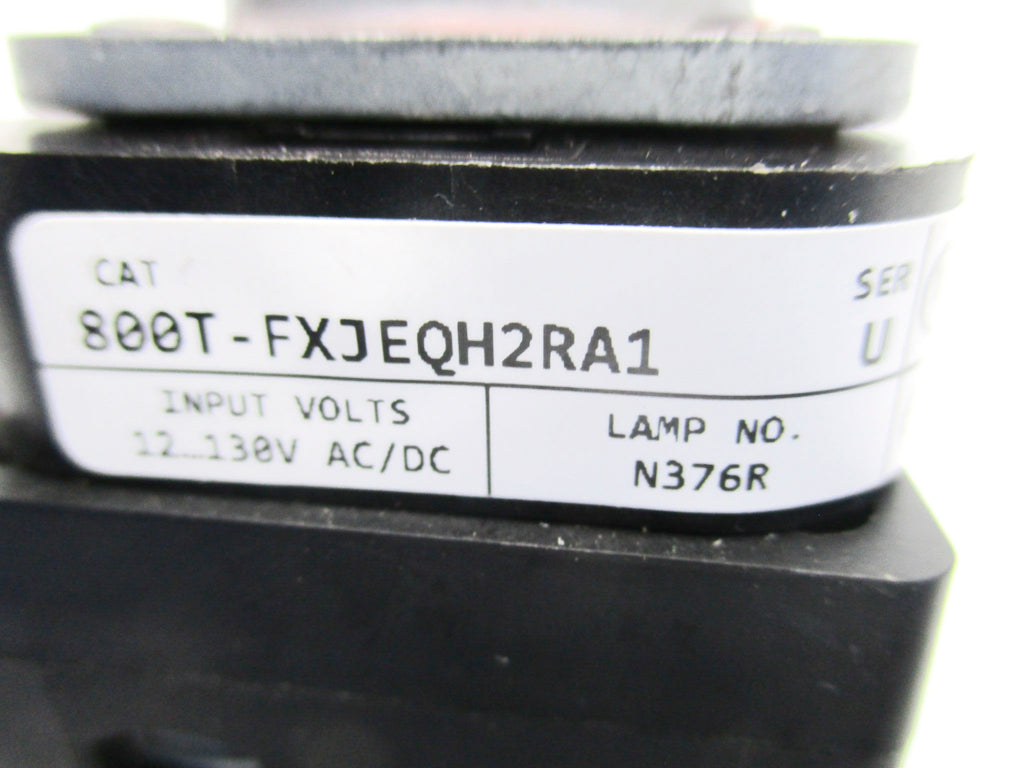 CAT
SER
800T-FXJEQH2RA1
U
INPUT VOLTS
12...130V AC/DC
LAMP NO.
N376R